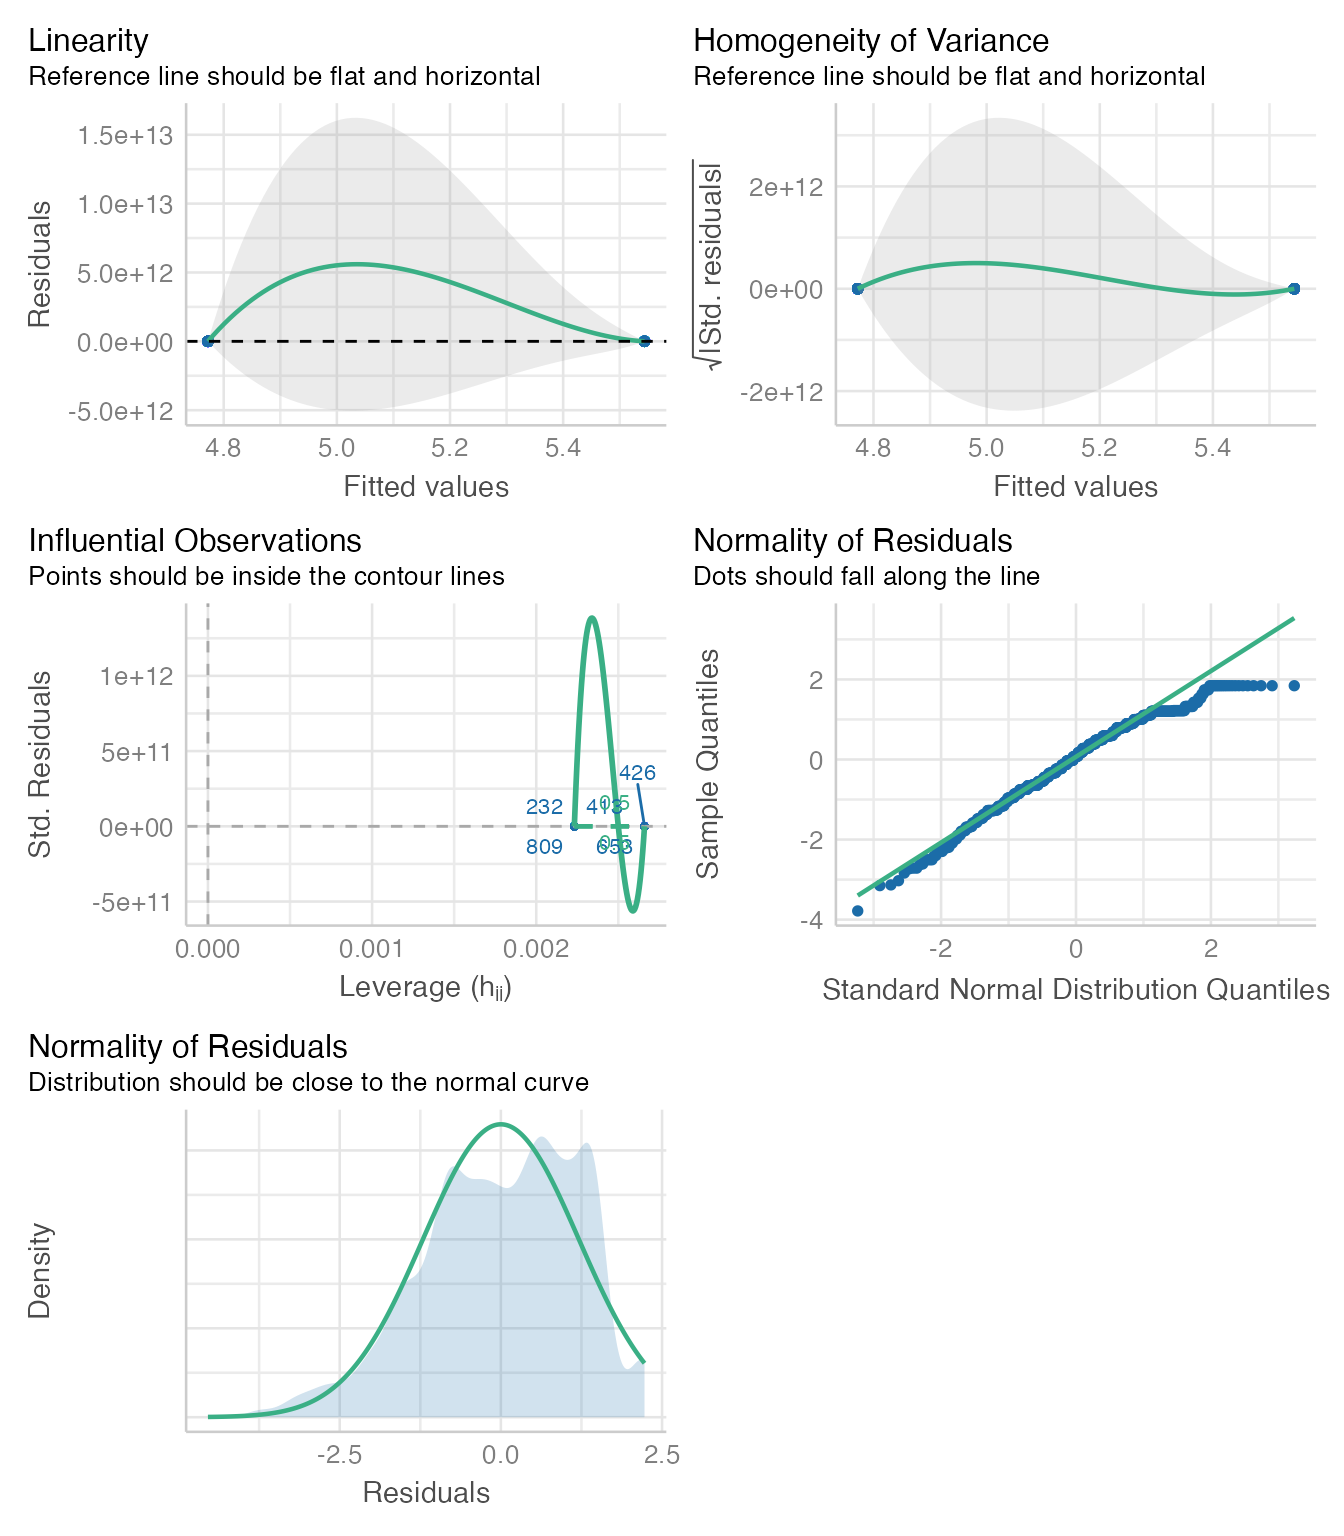 Linearity
Reference line should be flat and horizontal
1.5e+13
1.0e+13
5.0e+12
0.0e+00
-5.0e+12
Residuals
4.8 5.0 5.2 5.4
Fitted values
Homogeneity of Variance
Reference line should be flat and horizontal
2e+12
0e+00
-2e+12
√|Std. residuals|
4.8 5.0 5.2 5.4
Fitted values
Influential Observations
Points should be inside the contour lines
1e+12
5e+11
0e+00
-5e+11
Std. Residuals
426
232 413 0.5
809 653 0.5
0.000 0.001 0.002
Leverage (hii)
Normality of Residuals
Dots should fall along the line
2
0
-2
-4
Sample Quantiles
-2 0 2
Standard Normal Distribution Quantiles
Normality of Residuals
Distribution should be close to the normal curve
Density
-2.5 0.0 2.5
Residuals